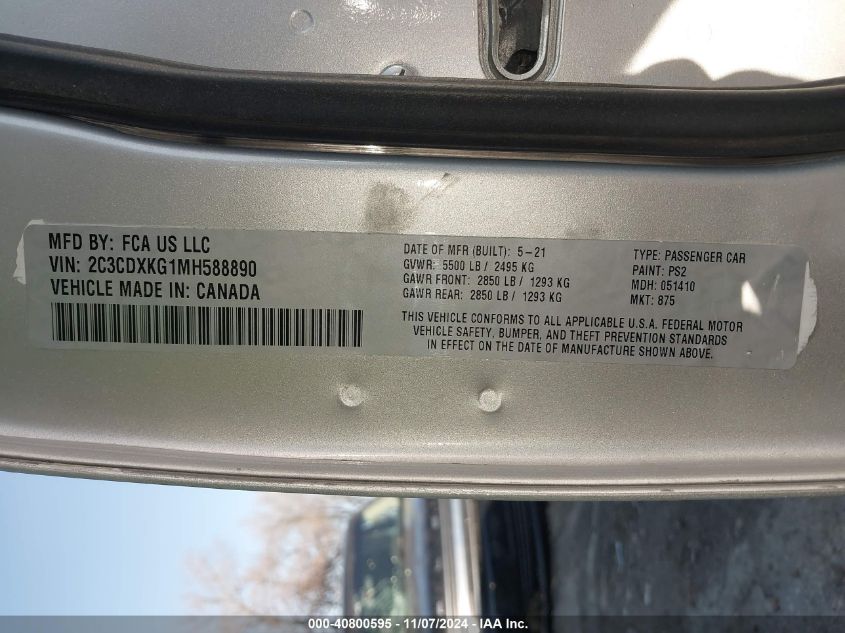 MFD BY: FCA US LLC
VIN: 2C3CDXKG1MH588890
VEHICLE MADE IN: CANADA
DATE OF MFR (BUILT): 5-21
GVWR: 5500 LB / 2495 KG
GAWR FRONT: 2850 LB / 1293 KG
GAWR REAR: 2850 LB / 1293 KG
TYPE: PASSENGER CAR
PAINT: PS2
MDH: 051410
MKT: 875
THIS VEHICLE CONFORMS TO ALL APPLICABLE U.S.A. FEDERAL MOTOR
VEHICLE SAFETY, BUMPER, AND THEFT PREVENTION STANDARDS
IN EFFECT ON THE DATE OF MANUFACTURE SHOWN ABOVE.
000-40800595 - 11/07/2024 - IAA Inc.